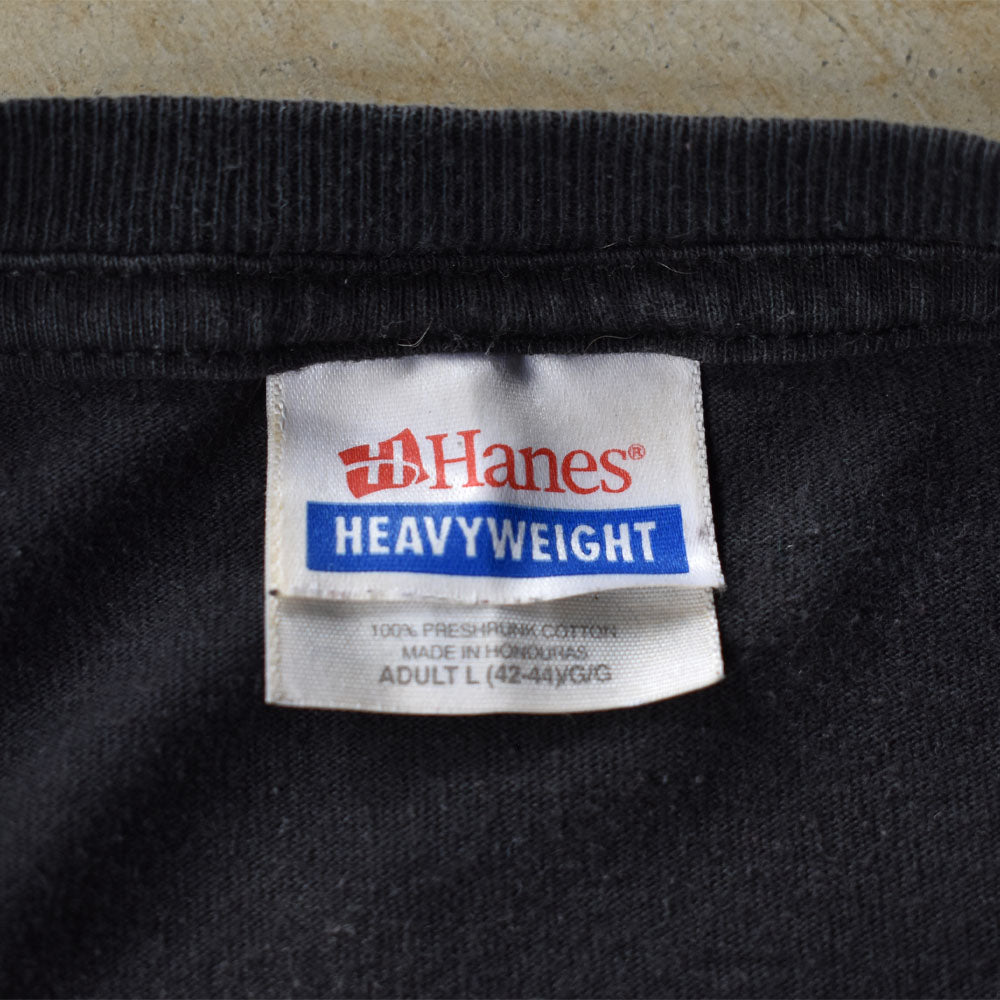 Hanes®
HEAVYWEIGHT
100% PRESHRUNK COTTON
MADE IN HONDURAS
ADULT L (42-44)/G/G